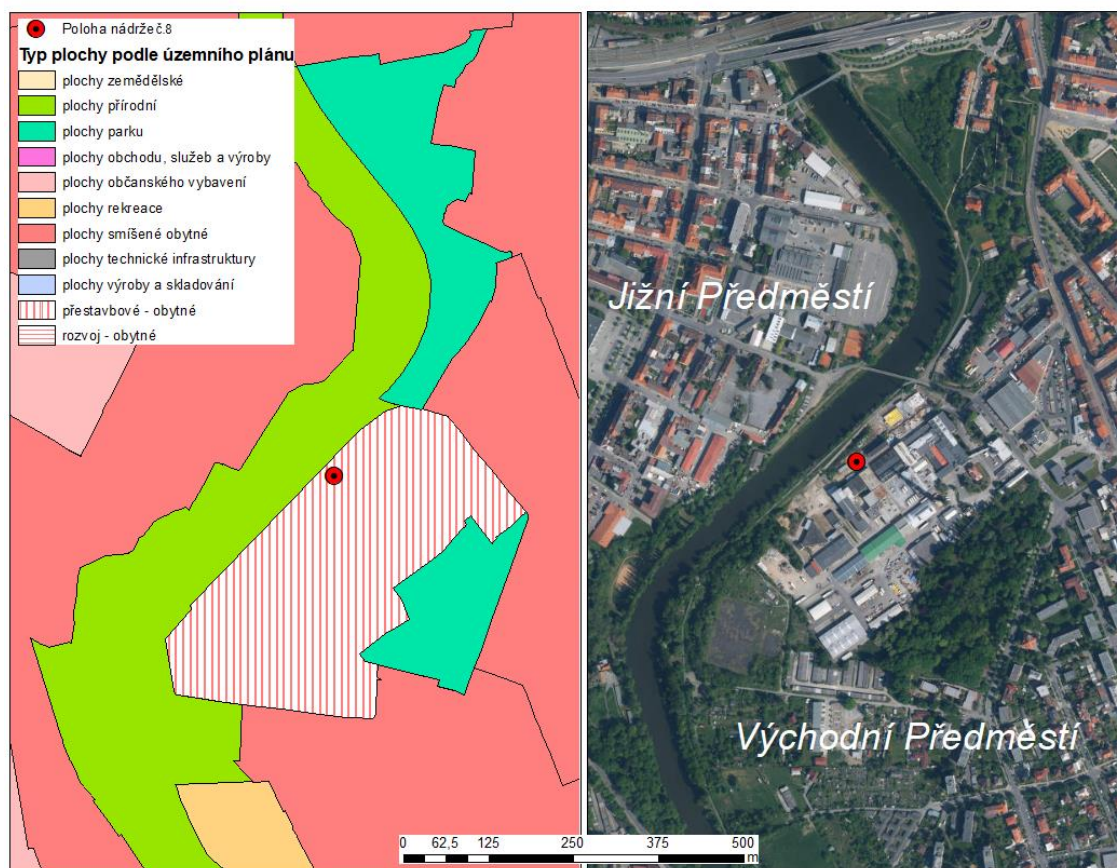 Poloha nádržeč.8
Typ plochy podle územního plánu
plochy zemědělské
plochy přírodní
plochy parku
plochy obchodu, služeb a výroby
plochy občanského vybavení
plochy rekreace
plochy smíšené obytné
plochy technické infrastruktury
plochy výroby a skladování
přestavbové - obytné
rozvoj - obytné
Jižní Předměstí
Východní Předměstí
0 62,5 125 250 375 500
m